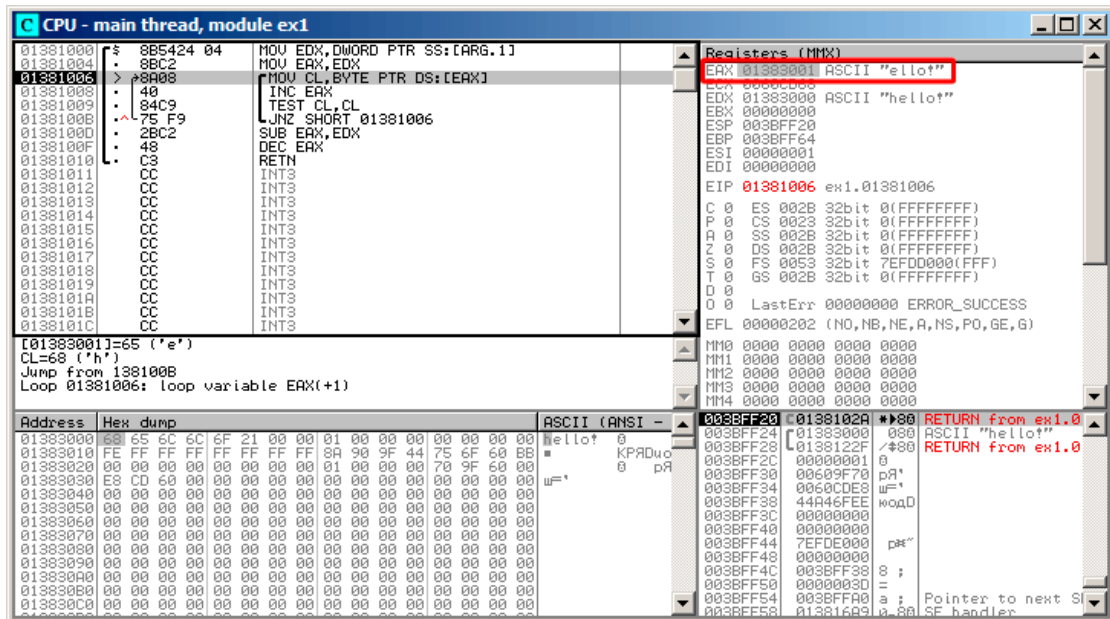 CPU - main thread, module ex1
01381000 $ 8B5424 04 MOV EDX,DWORD PTR SS:[ARG.1]
01381004 . 8BC2 MOV EAX,EDX
01381006 > 8A08 MOV CL,BYTE PTR DS:[EAX]
01381008 . 40 INC EAX
01381009 . 84C9 TEST CL,CL
0138100B .^ 75 F9 JNZ SHORT 01381006
0138100D . 2BC2 SUB EAX,EDX
0138100F . 48 DEC EAX
01381010 . C3 RETN
01381011 CC INT3
01381012 CC INT3
01381013 CC INT3
01381014 CC INT3
01381015 CC INT3
01381016 CC INT3
01381017 CC INT3
01381018 CC INT3
01381019 CC INT3
0138101A CC INT3
0138101B CC INT3
0138101C CC INT3
[01383001]=65 ('e')
CL=68 ('h')
Jump from 138100B
Loop 01381006: loop variable EAX(+1)
Registers (MMX)
EAX 01383001 ASCII "ello!"
EDX 01383000 ASCII "hello!"
EBX 00000000
ESP 003BFF20
EBP 003BFF64
ESI 00000001
EDI 00000000
EIP 01381006 ex1.01381006
C 0 ES 002B 32bit 0(FFFFFFFF)
P 0 CS 0023 32bit 0(FFFFFFFF)
A 0 SS 002B 32bit 0(FFFFFFFF)
Z 0 DS 002B 32bit 0(FFFFFFFF)
S 0 FS 0053 32bit 7EFDD000(FFF)
T 0 GS 002B 32bit 0(FFFFFFFF)
D 0
O 0 LastErr 00000000 ERROR_SUCCESS
EFL 00000202 (NO,NB,NE,A,NS,PO,GE,G)
MM0 0000 0000 0000 0000
MM1 0000 0000 0000 0000
MM2 0000 0000 0000 0000
MM3 0000 0000 0000 0000
MM4 0000 0000 0000 0000
Address Hex dump ASCII (ANSI -
01383000 68 65 6C 6C 6F 21 00 00 01 00 00 00 00 00 00 00 hello!
01383010 FE FF FF FF FF FF FF FF 8A 90 9F 44 75 6F 60 BB
01383020 00 00 00 00 00 00 00 00 01 00 00 00 70 9F 60 00
01383030 E8 CD 60 00 00 00 00 00 00 00 00 00 00 00 00 00
01383040 00 00 00 00 00 00 00 00 00 00 00 00 00 00 00 00
01383050 00 00 00 00 00 00 00 00 00 00 00 00 00 00 00 00
01383060 00 00 00 00 00 00 00 00 00 00 00 00 00 00 00 00
01383070 00 00 00 00 00 00 00 00 00 00 00 00 00 00 00 00
01383080 00 00 00 00 00 00 00 00 00 00 00 00 00 00 00 00
01383090 00 00 00 00 00 00 00 00 00 00 00 00 00 00 00 00
013830A0 00 00 00 00 00 00 00 00 00 00 00 00 00 00 00 00
013830B0 00 00 00 00 00 00 00 00 00 00 00 00 00 00 00 00
013830C0 00 00 00 00 00 00 00 00 00 00 00 00 00 00 00 00
003BFF20 0138102A RETURN from ex1.0
003BFF24 01383000 ASCII "hello!"
003BFF28 0138122F RETURN from ex1.0
003BFF2C 00000001
003BFF30 00609F70
003BFF34 0060CDE8
003BFF38 44A46FEE
003BFF3C 00000000
003BFF40 00000000
003BFF44 7EFDE000
003BFF48 00000000
003BFF4C 003BFF38 8 ;
003BFF50 0000003D =
003BFF54 003BFFA0 a ; Pointer to next S
003BFF58 013816A9 SE handler